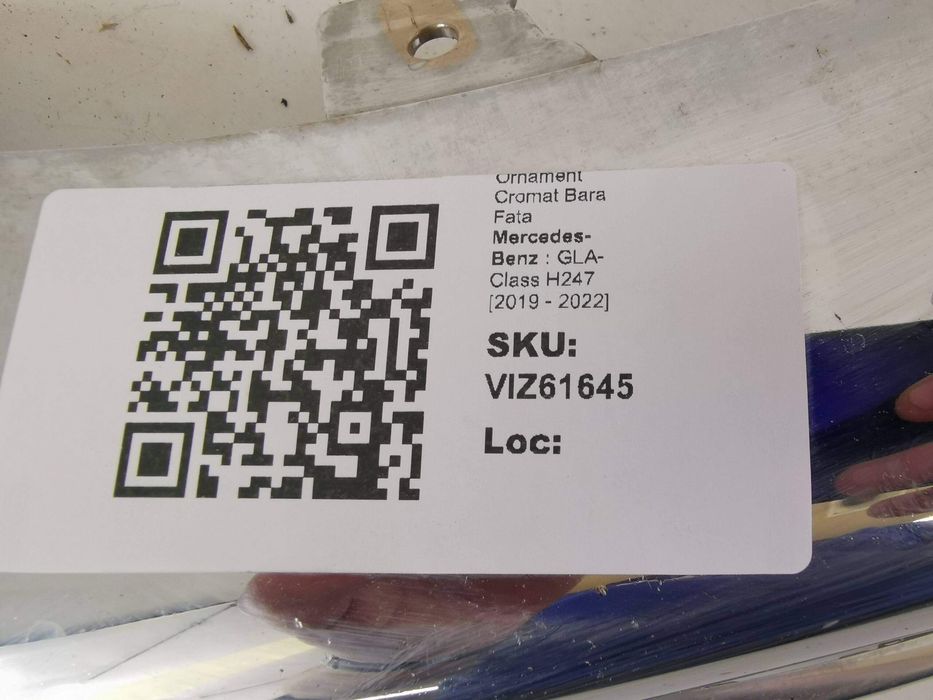 Ornament
Cromat Bara
Fata
Mercedes-
Benz : GLA-
Class H247
[2019 - 2022]
SKU:
VIZ61645
Loc: